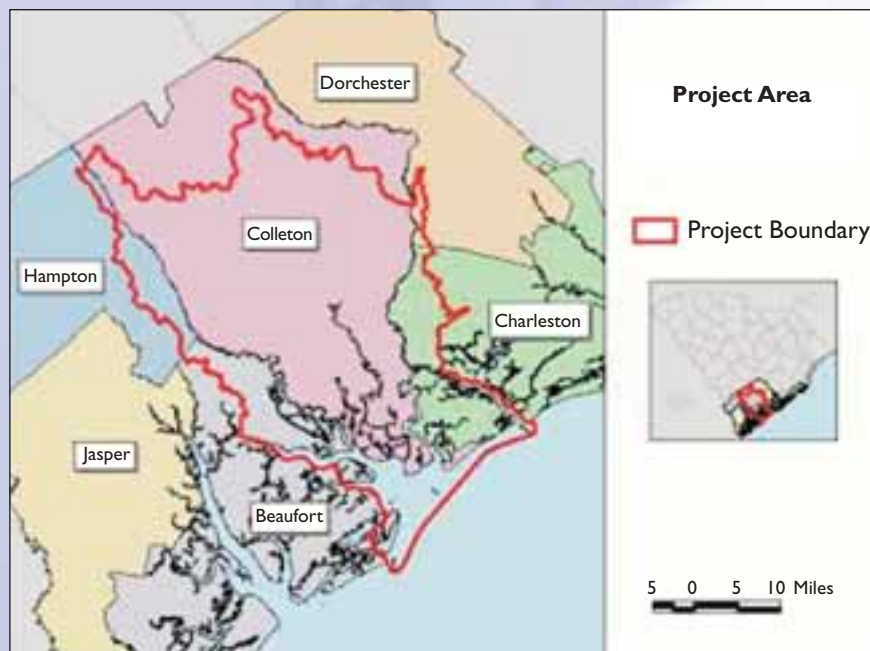 Dorchester
Project Area
Colleton
Project Boundary
Hampton
Charleston
Jasper
Beaufort
5 0 5 10 Miles